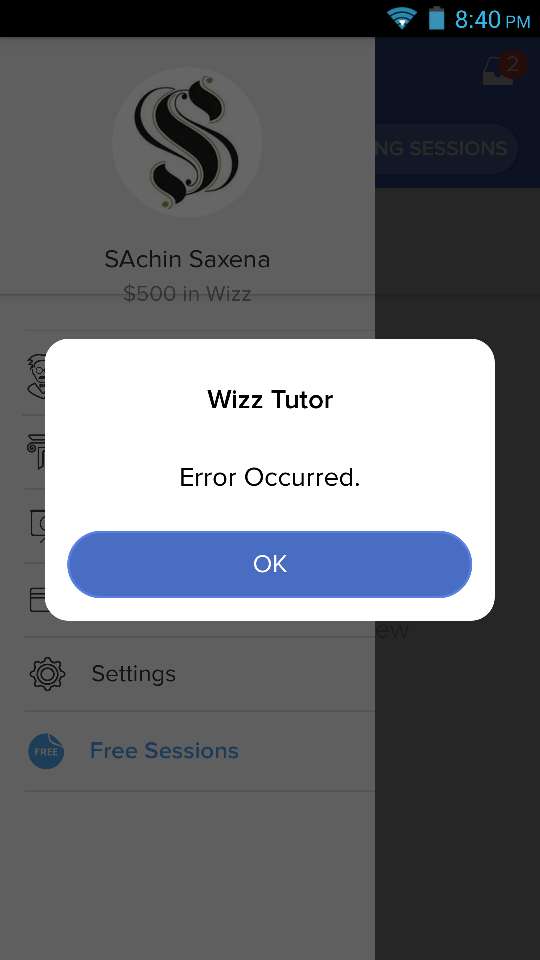 8:40 PM
2
NG SESSIONS
SAchin Saxena
$500 in Wizz
Wizz Tutor
Error Occurred.
OK
ew
Settings
FREE
Free Sessions